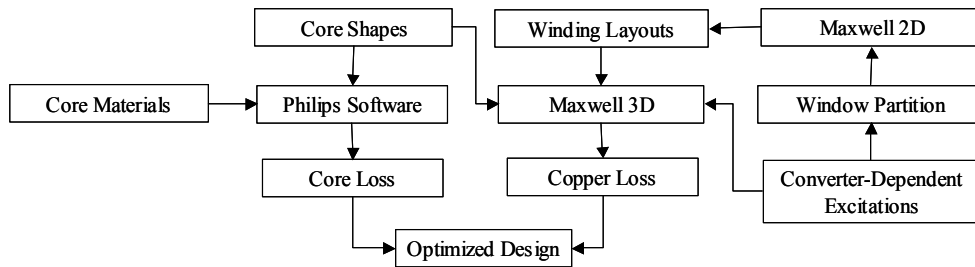 Core Shapes
Winding Layouts
Maxwell 2D
Core Materials
Philips Software
Maxwell 3D
Window Partition
Core Loss
Copper Loss
Converter-Dependent
Excitations
Optimized Design